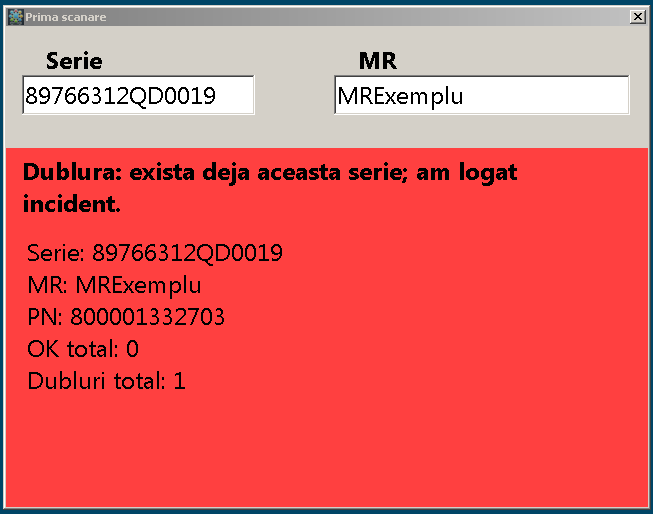 Prima scanare
Serie MR
89766312QD0019 MRExemplu
Dublura: exista deja aceasta serie; am logat
incident.
Serie: 89766312QD0019
MR: MRExemplu
PN: 800001332703
OK total: 0
Dubluri total: 1